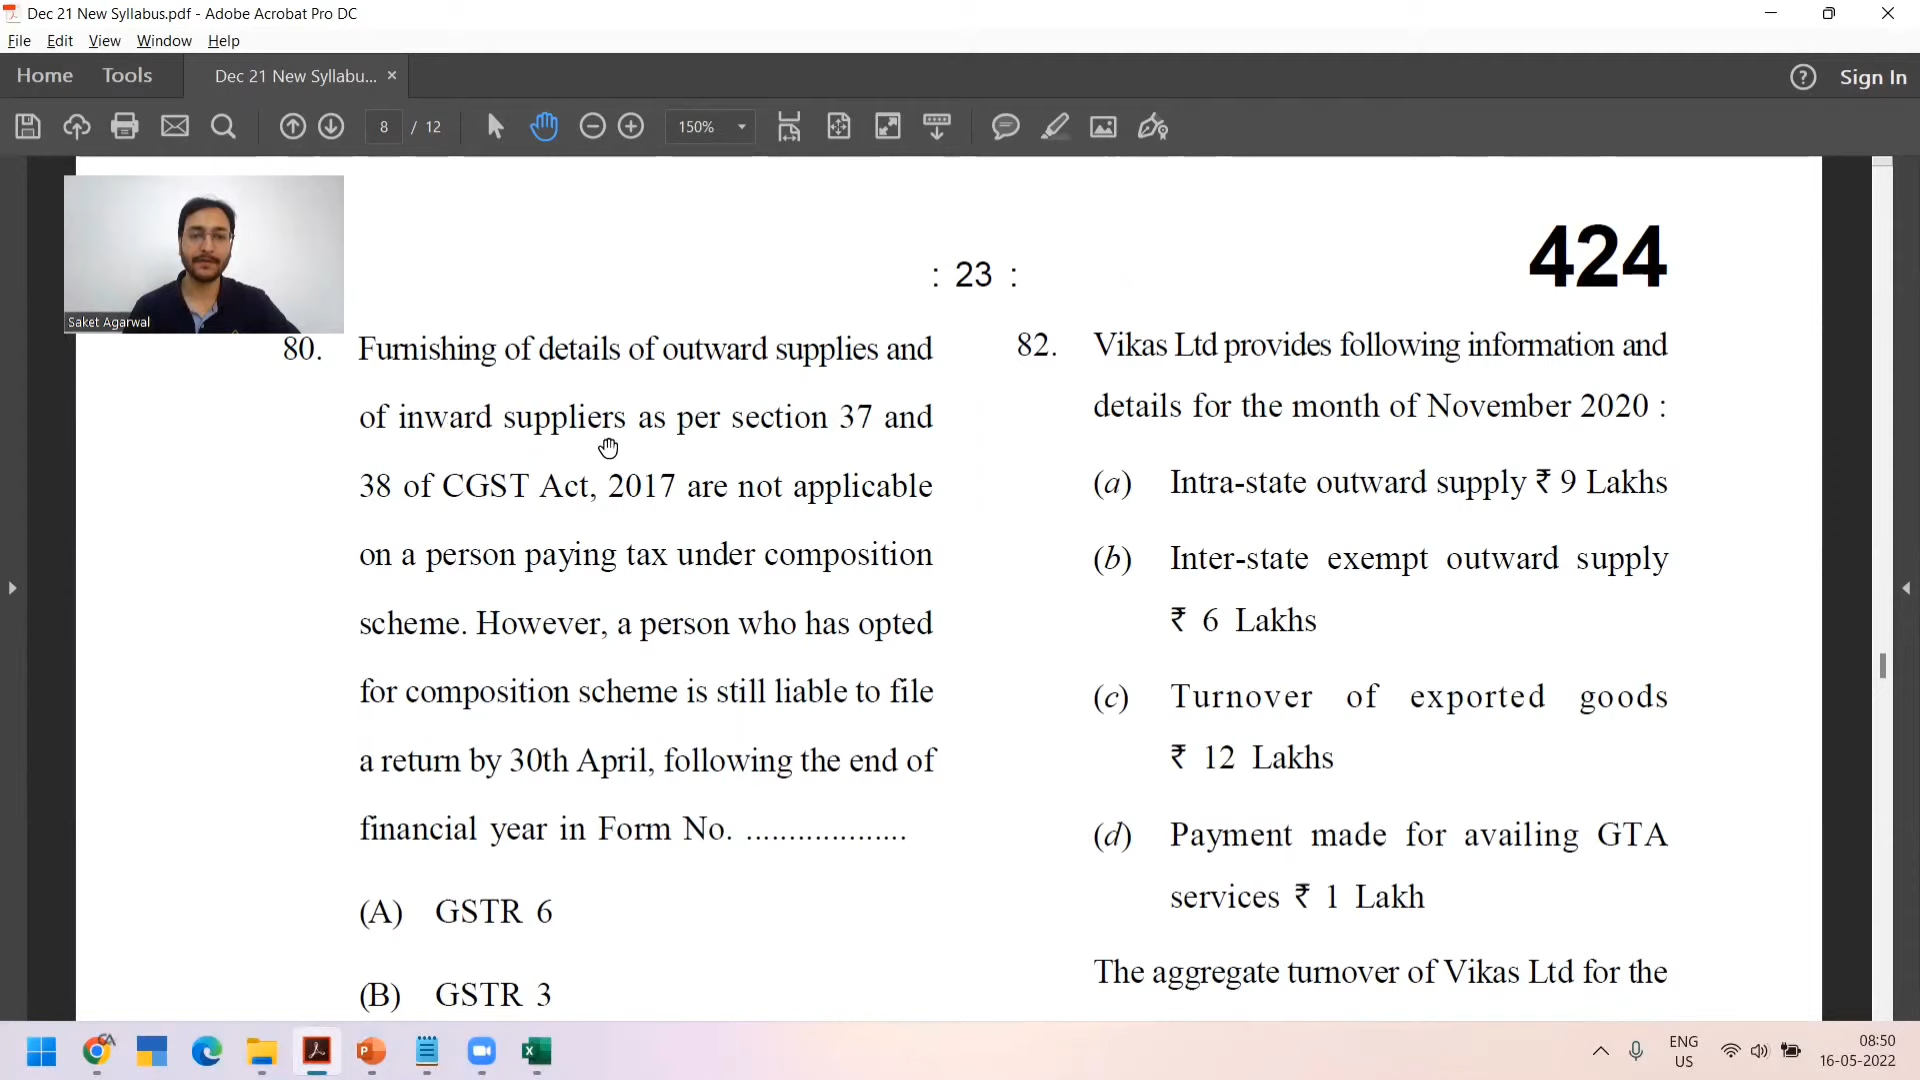 Dec 21 New Syllabus.pdf - Adobe Acrobat Pro DC
File Edit View Window Help
Home Tools Dec 21 New Syllabu... × ? Sign In
8 / 12 150%
Saket Agarwal
: 23 :
424
80. Furnishing of details of outward supplies and
of inward suppliers as per section 37 and
38 of CGST Act, 2017 are not applicable
on a person paying tax under composition
scheme. However, a person who has opted
for composition scheme is still liable to file
a return by 30th April, following the end of
financial year in Form No. ...................
(A) GSTR 6
(B) GSTR 3
82. Vikas Ltd provides following information and
details for the month of November 2020 :
(a) Intra-state outward supply ₹ 9 Lakhs
(b) Inter-state exempt outward supply
₹ 6 Lakhs
(c) Turnover of exported goods
₹ 12 Lakhs
(d) Payment made for availing GTA
services ₹ 1 Lakh
The aggregate turnover of Vikas Ltd for the
ENG
US
08:50
16-05-2022